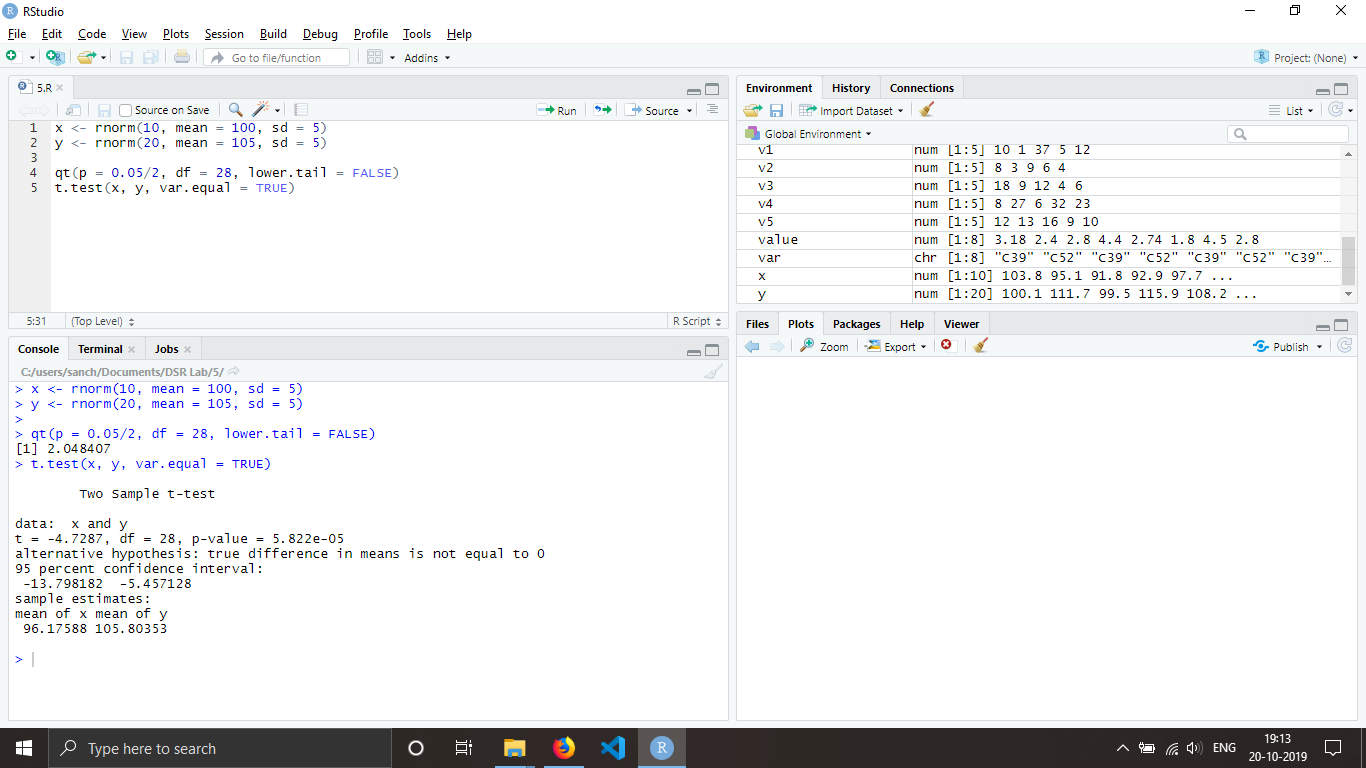 RStudio
File Edit Code View Plots Session Build Debug Profile Tools Help
Go to file/function Addins Project: (None)
5.R
Source on Save Run Source
1 x <- rnorm(10, mean = 100, sd = 5)
2 y <- rnorm(20, mean = 105, sd = 5)
3
4 qt(p = 0.05/2, df = 28, lower.tail = FALSE)
5 t.test(x, y, var.equal = TRUE)
5:31 (Top Level) R Script
Console Terminal Jobs
C:/users/sanch/Documents/DSR Lab/5/
> x <- rnorm(10, mean = 100, sd = 5)
> y <- rnorm(20, mean = 105, sd = 5)
>
> qt(p = 0.05/2, df = 28, lower.tail = FALSE)
[1] 2.048407
> t.test(x, y, var.equal = TRUE)
Two Sample t-test
data: x and y
t = -4.7287, df = 28, p-value = 5.822e-05
alternative hypothesis: true difference in means is not equal to 0
95 percent confidence interval:
-13.798182 -5.457128
sample estimates:
mean of x mean of y
96.17588 105.80353
>
Environment History Connections
Import Dataset List
Global Environment
v1 num [1:5] 10 1 37 5 12
v2 num [1:5] 8 3 9 6 4
v3 num [1:5] 18 9 12 4 6
v4 num [1:5] 8 27 6 32 23
v5 num [1:5] 12 13 16 9 10
value num [1:8] 3.18 2.4 2.8 4.4 2.74 1.8 4.5 2.8
var chr [1:8] "C39" "C52" "C39" "C52" "C39" "C52" "C39"…
x num [1:10] 103.8 95.1 91.8 92.9 97.7 ...
y num [1:20] 100.1 111.7 99.5 115.9 108.2 ...
Files Plots Packages Help Viewer
Zoom Export Publish
Type here to search
R
ENG
19:13
20-10-2019